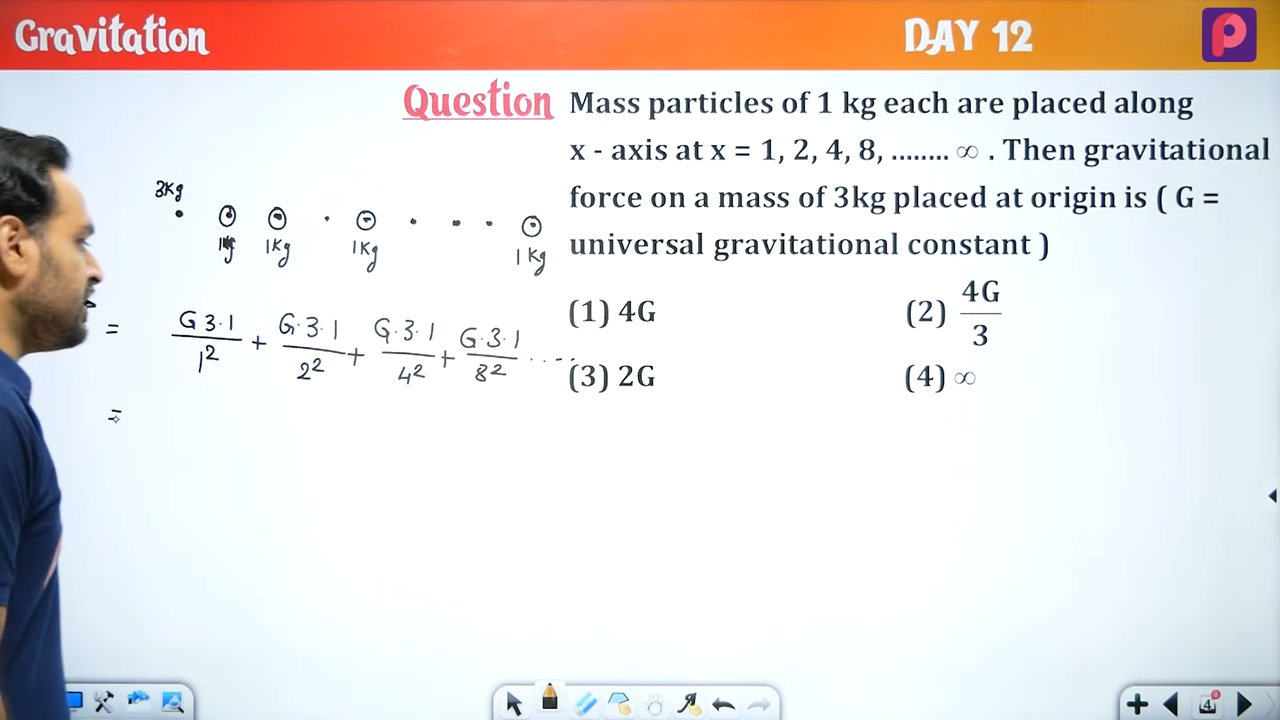 Gravitation
DAY 12
Question Mass particles of 1 kg each are placed along
x - axis at x = 1, 2, 4, 8, ........ ∞ . Then gravitational
force on a mass of 3kg placed at origin is ( G =
universal gravitational constant )
(1) 4G (2) 4G/3
(3) 2G (4) ∞
3kg
1kg 1kg 1kg 1kg
= G 3·1/1² + G·3·1/2² + G·3·1/4² + G·3·1/8² .....
=
4